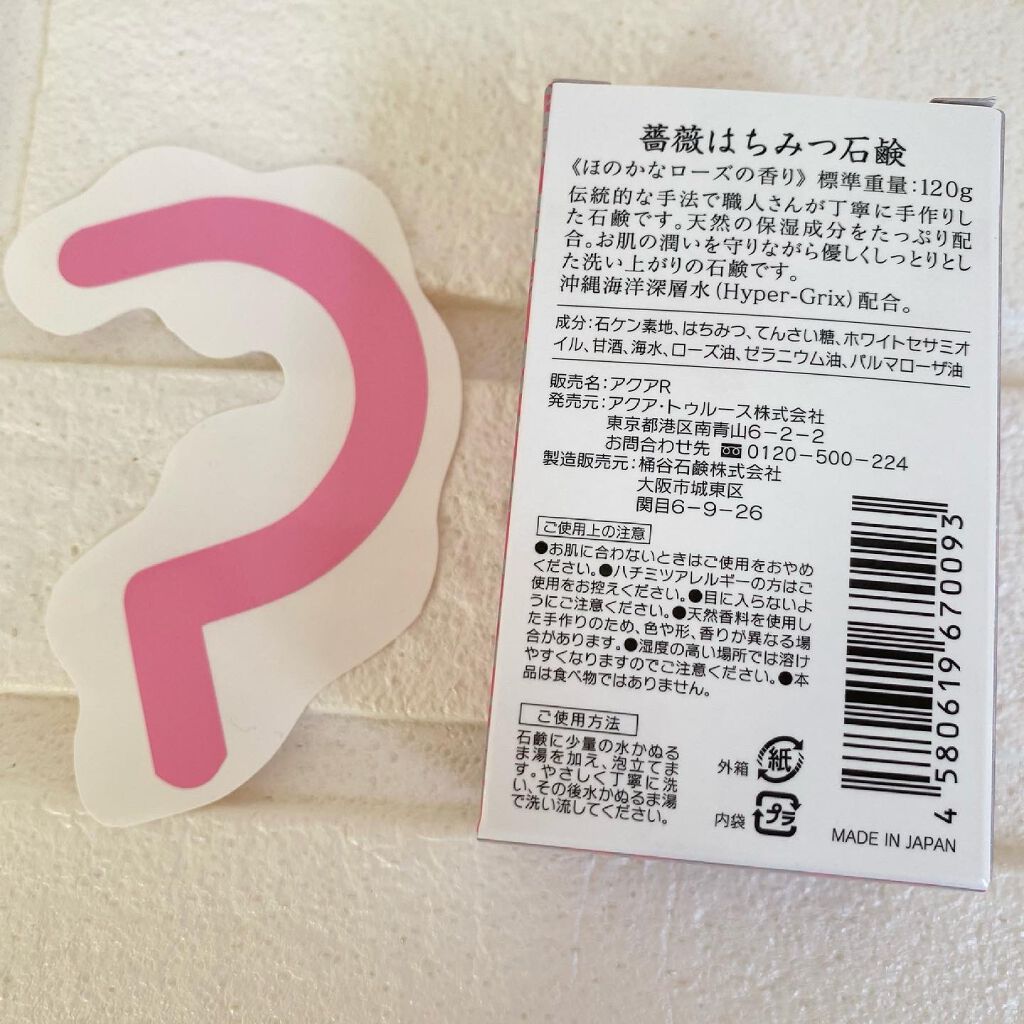 薔薇はちみつ石鹸
《ほのかなローズの香り》標準重量:120g
伝統的な手法で職人さんが丁寧に手作りし
た石鹸です。天然の保湿成分をたっぷり配
合。お肌の潤いを守りながら優しくしっとりとし
た洗い上がりの石鹸です。
沖縄海洋深層水(Hyper-Grix)配合。
成分:石ケン素地、はちみつ、てんさい糖、ホワイトセサミオ
イル、甘酒、海水、ローズ油、ゼラニウム油、パルマローザ油
販売名:アクアR
発売元:アクア・トゥルース株式会社
東京都港区南青山6-2-2
お問合わせ先 0120-500-224
製造販売元:桶谷石鹸株式会社
大阪市城東区
関目6-9-26
ご使用上の注意
●お肌に合わないときはご使用をおやめ
ください。●ハチミツアレルギーの方はご
使用をお控えください。●目に入らないよ
うにご注意ください。●天然香料を使用し
た手作りのため、色や形、香りが異なる場
合があります。●湿度の高い場所では溶け
やすくなりますのでご注意ください。●本
品は食べ物ではありません。
ご使用方法
石鹸に少量の水かぬる
ま湯を加え、泡立てま
す。やさしく丁寧に洗
い、その後水かぬるま湯
で洗い流してください。
外箱 紙
内袋 プラ
4580619670093
MADE IN JAPAN